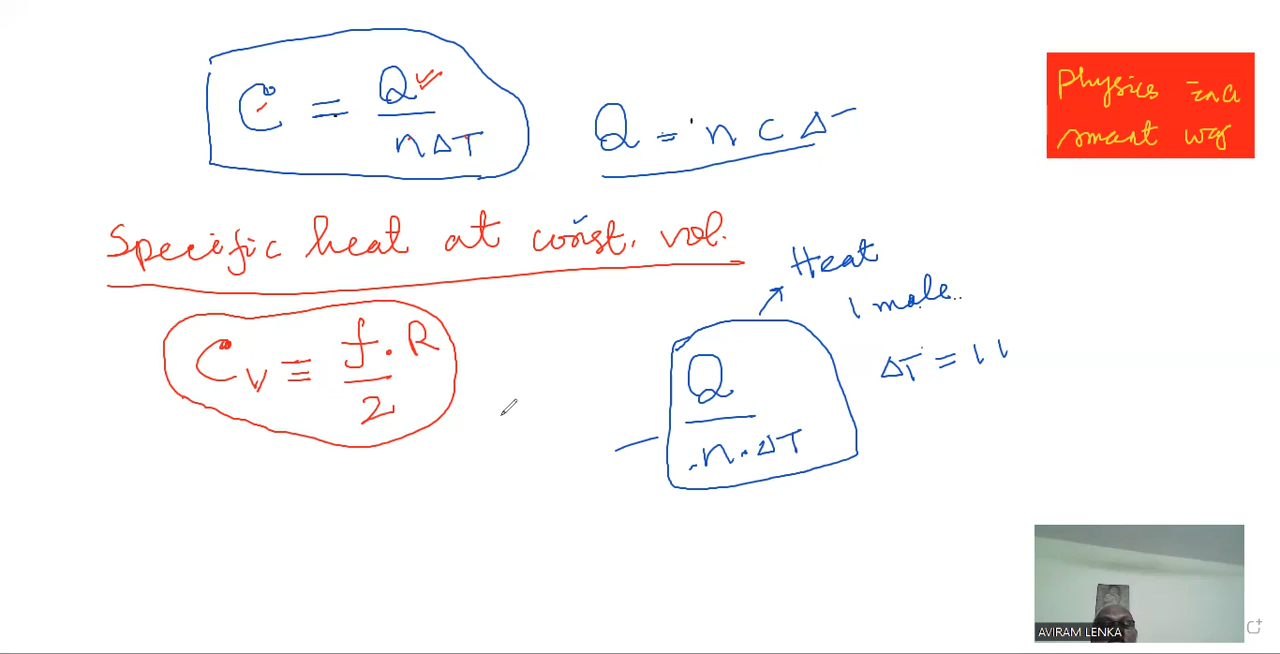 C = Q / nΔT
Q = n C Δ
Physics in a
smart way
Specific heat at const. vol.
Cv = f/2 . R
Heat
1 mole..
Q / .n.ΔT
ΔT = 11
AVIRAM LENKA